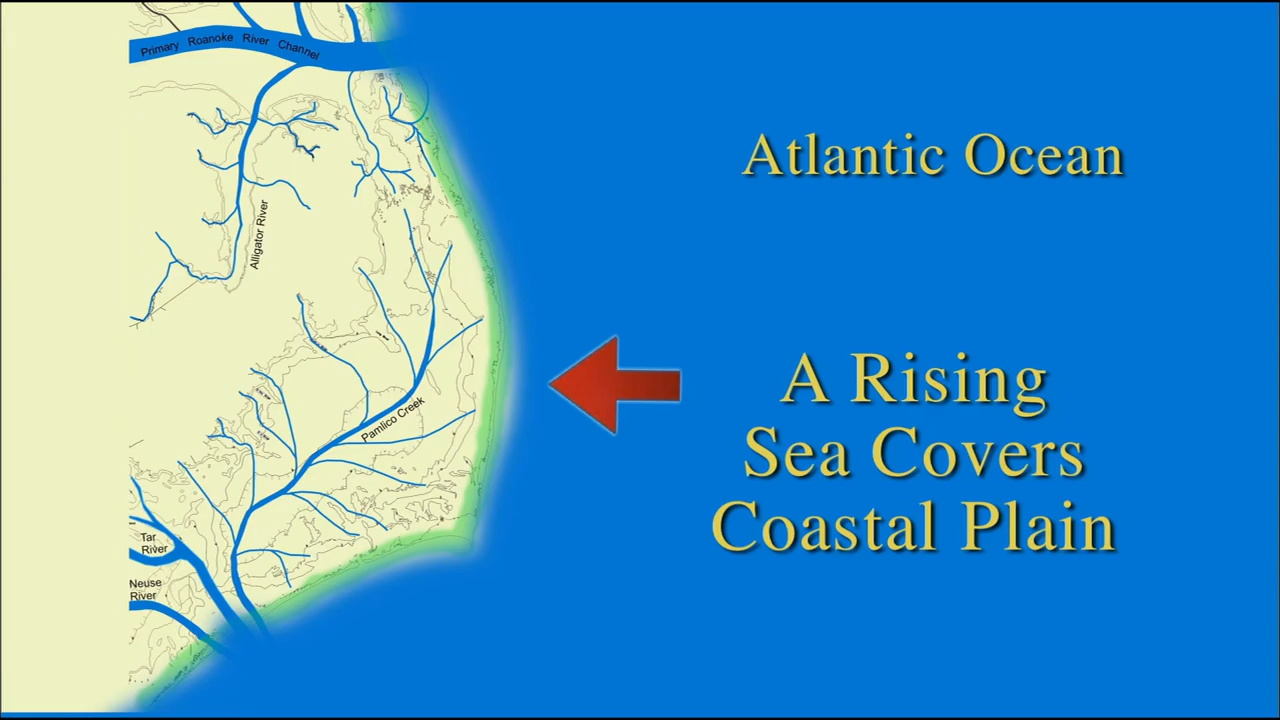 Primary Roanoke River Channel
Atlantic Ocean
Alligator River
A Rising
Sea Covers
Coastal Plain
Pamlico Creek
Tar
River
Neuse
River